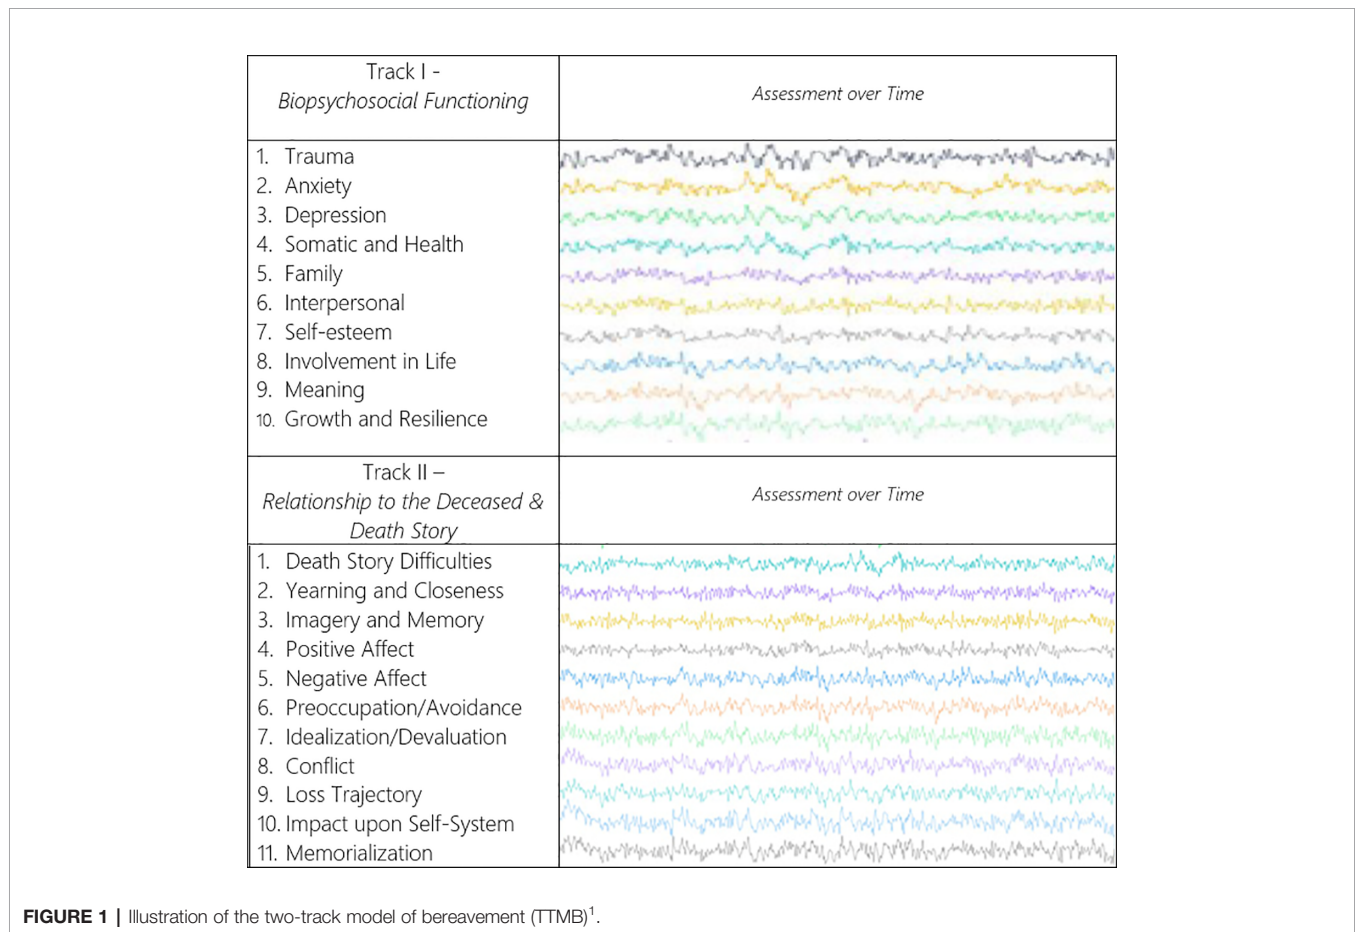 Track I -
Biopsychosocial Functioning
Assessment over Time
1. Trauma
2. Anxiety
3. Depression
4. Somatic and Health
5. Family
6. Interpersonal
7. Self-esteem
8. Involvement in Life
9. Meaning
10. Growth and Resilience
Track II –
Relationship to the Deceased &
Death Story
Assessment over Time
1. Death Story Difficulties
2. Yearning and Closeness
3. Imagery and Memory
4. Positive Affect
5. Negative Affect
6. Preoccupation/Avoidance
7. Idealization/Devaluation
8. Conflict
9. Loss Trajectory
10. Impact upon Self-System
11. Memorialization
FIGURE 1 | Illustration of the two-track model of bereavement (TTMB)1.